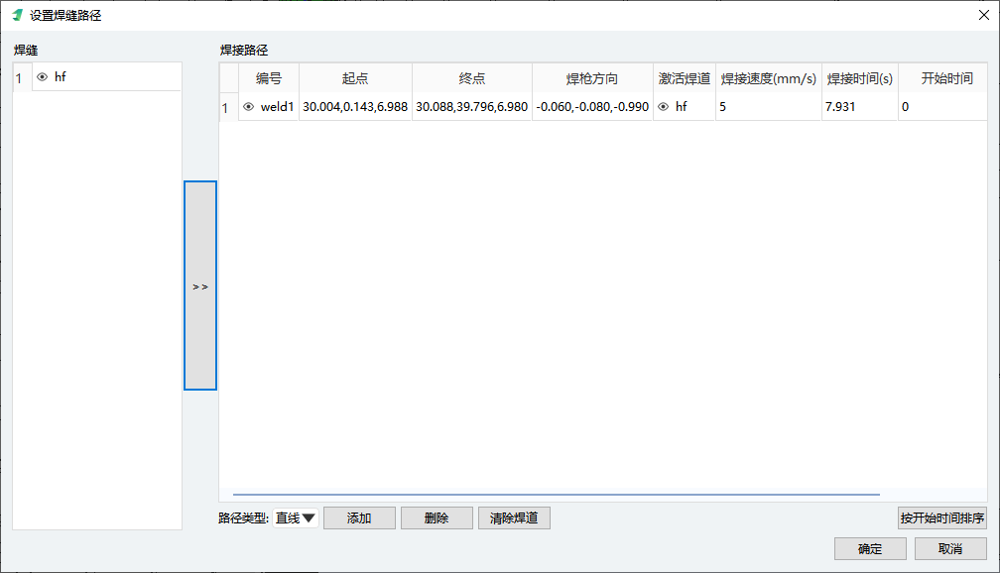 设置焊缝路径
焊缝
1 hf
>>
焊接路径
编号 起点 终点 焊枪方向 激活焊道 焊接速度(mm/s) 焊接时间(s) 开始时间
1 weld1 30.004,0.143,6.988 30.088,39.796,6.980 -0.060,-0.080,-0.990 hf 5 7.931 0
路径类型: 直线 添加 删除 清除焊道 按开始时间排序
确定 取消